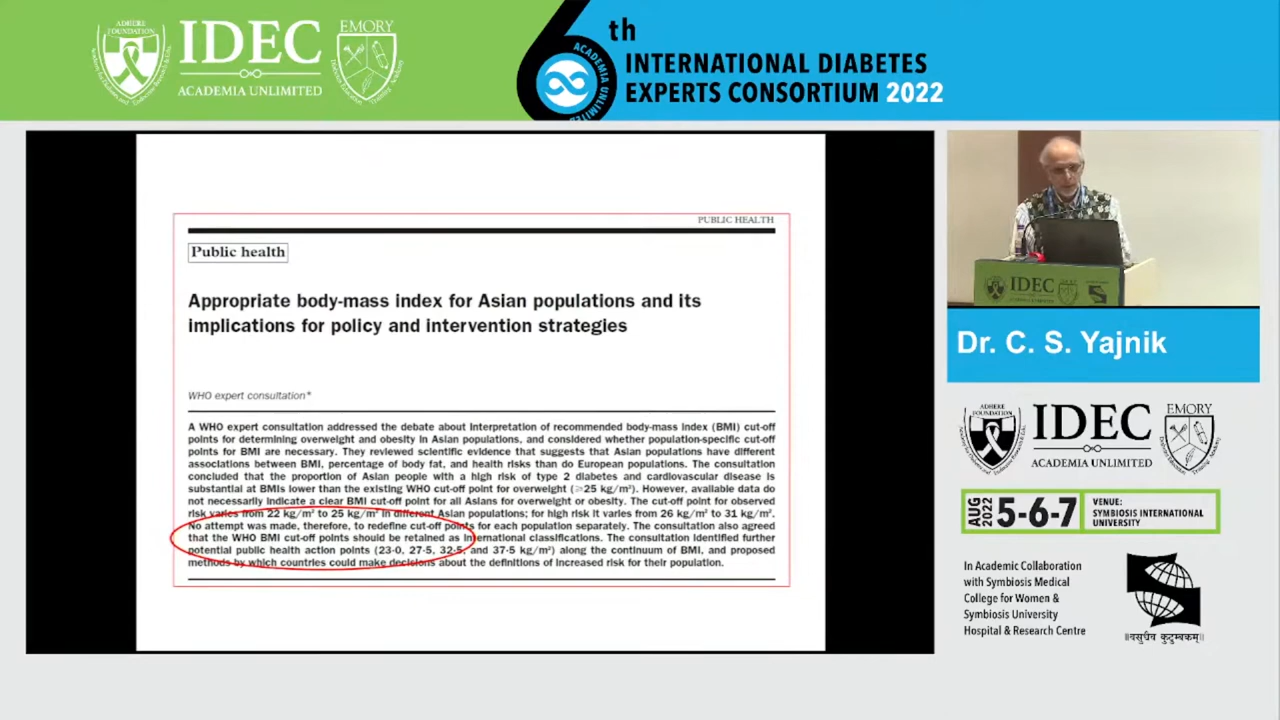 ADHERE
FOUNDATION
IDEC
ACADEMIA UNLIMITED
EMORY
6th
ACADEMIA UNLIMITED
INTERNATIONAL DIABETES
EXPERTS CONSORTIUM 2022
PUBLIC HEALTH
Public health
Appropriate body-mass index for Asian populations and its
implications for policy and intervention strategies
WHO expert consultation*
A WHO expert consultation addressed the debate about interpretation of recommended body-mass index (BMI) cut-off
points for determining overweight and obesity in Asian populations, and considered whether population-specific cut-off
points for BMI are necessary. They reviewed scientific evidence that suggests that Asian populations have different
associations between BMI, percentage of body fat, and health risks than do European populations. The consultation
concluded that the proportion of Asian people with a high risk of type 2 diabetes and cardiovascular disease is
substantial at BMIs lower than the existing WHO cut-off point for overweight (≥25 kg/m²). However, available data do
not necessarily indicate a clear BMI cut-off point for all Asians for overweight or obesity. The cut-off point for observed
risk varies from 22 kg/m² to 25 kg/m² in different Asian populations; for high risk it varies from 26 kg/m² to 31 kg/m².
No attempt was made, therefore, to redefine cut-off points for each population separately. The consultation also agreed
that the WHO BMI cut-off points should be retained as international classifications. The consultation identified further
potential public health action points (23·0, 27·5, 32·5, and 37·5 kg/m²) along the continuum of BMI, and proposed
methods by which countries could make decisions about the definitions of increased risk for their population.
IDEC
Dr. C. S. Yajnik
ADHERE
FOUNDATION
IDEC
ACADEMIA UNLIMITED
EMORY
AUG
2022
5-6-7
VENUE:
SYMBIOSIS INTERNATIONAL
UNIVERSITY
In Academic Collaboration
with Symbiosis Medical
College for Women &
Symbiosis University
Hospital & Research Centre
॥वसुधैव कुटुम्बकम्॥